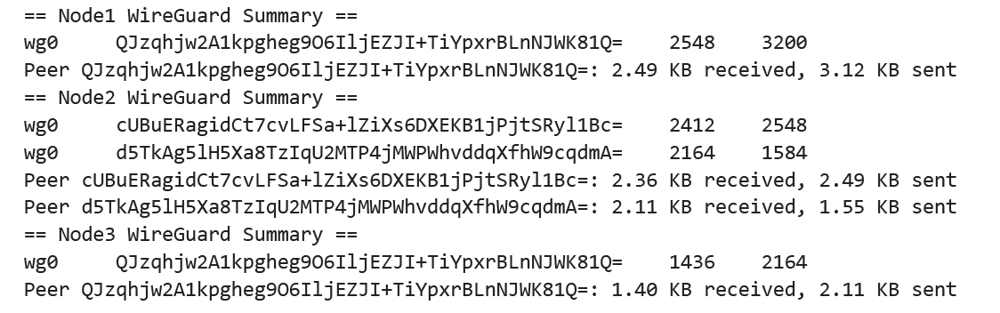 == Node1 WireGuard Summary ==
wg0     QJzqhjw2A1kpgheg9O6IljEZJI+TiYpxrBLnNJWK81Q=    2548    3200
Peer QJzqhjw2A1kpgheg9O6IljEZJI+TiYpxrBLnNJWK81Q=: 2.49 KB received, 3.12 KB sent
== Node2 WireGuard Summary ==
wg0     cUBuERagidCt7cvLFSa+lZiXs6DXEKB1jPjtSRyl1Bc=    2412    2548
wg0     d5TkAg5lH5Xa8TzIqU2MTP4jMWPWhvddqXfhW9cqdmA=    2164    1584
Peer cUBuERagidCt7cvLFSa+lZiXs6DXEKB1jPjtSRyl1Bc=: 2.36 KB received, 2.49 KB sent
Peer d5TkAg5lH5Xa8TzIqU2MTP4jMWPWhvddqXfhW9cqdmA=: 2.11 KB received, 1.55 KB sent
== Node3 WireGuard Summary ==
wg0     QJzqhjw2A1kpgheg9O6IljEZJI+TiYpxrBLnNJWK81Q=    1436    2164
Peer QJzqhjw2A1kpgheg9O6IljEZJI+TiYpxrBLnNJWK81Q=: 1.40 KB received, 2.11 KB sent